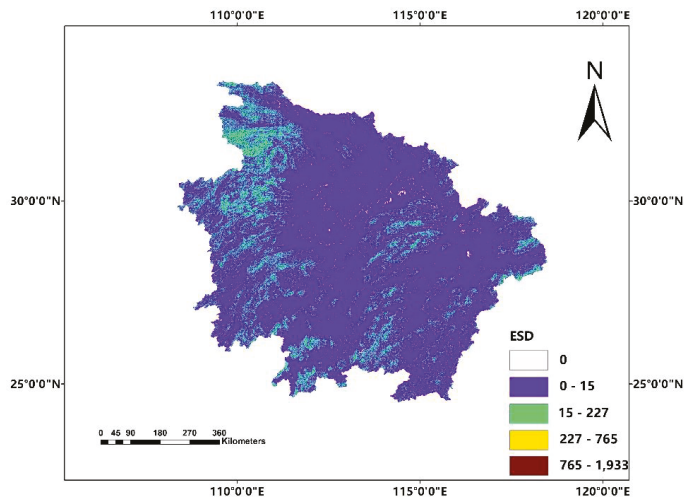 110°0'0"E 115°0'0"E 120°0'0"E
N
30°0'0"N 30°0'0"N
25°0'0"N 25°0'0"N
ESD
0
0 - 15
15 - 227
227 - 765
765 - 1,933
0 45 90 180 270 360
Kilometers
110°0'0"E 115°0'0"E 120°0'0"E